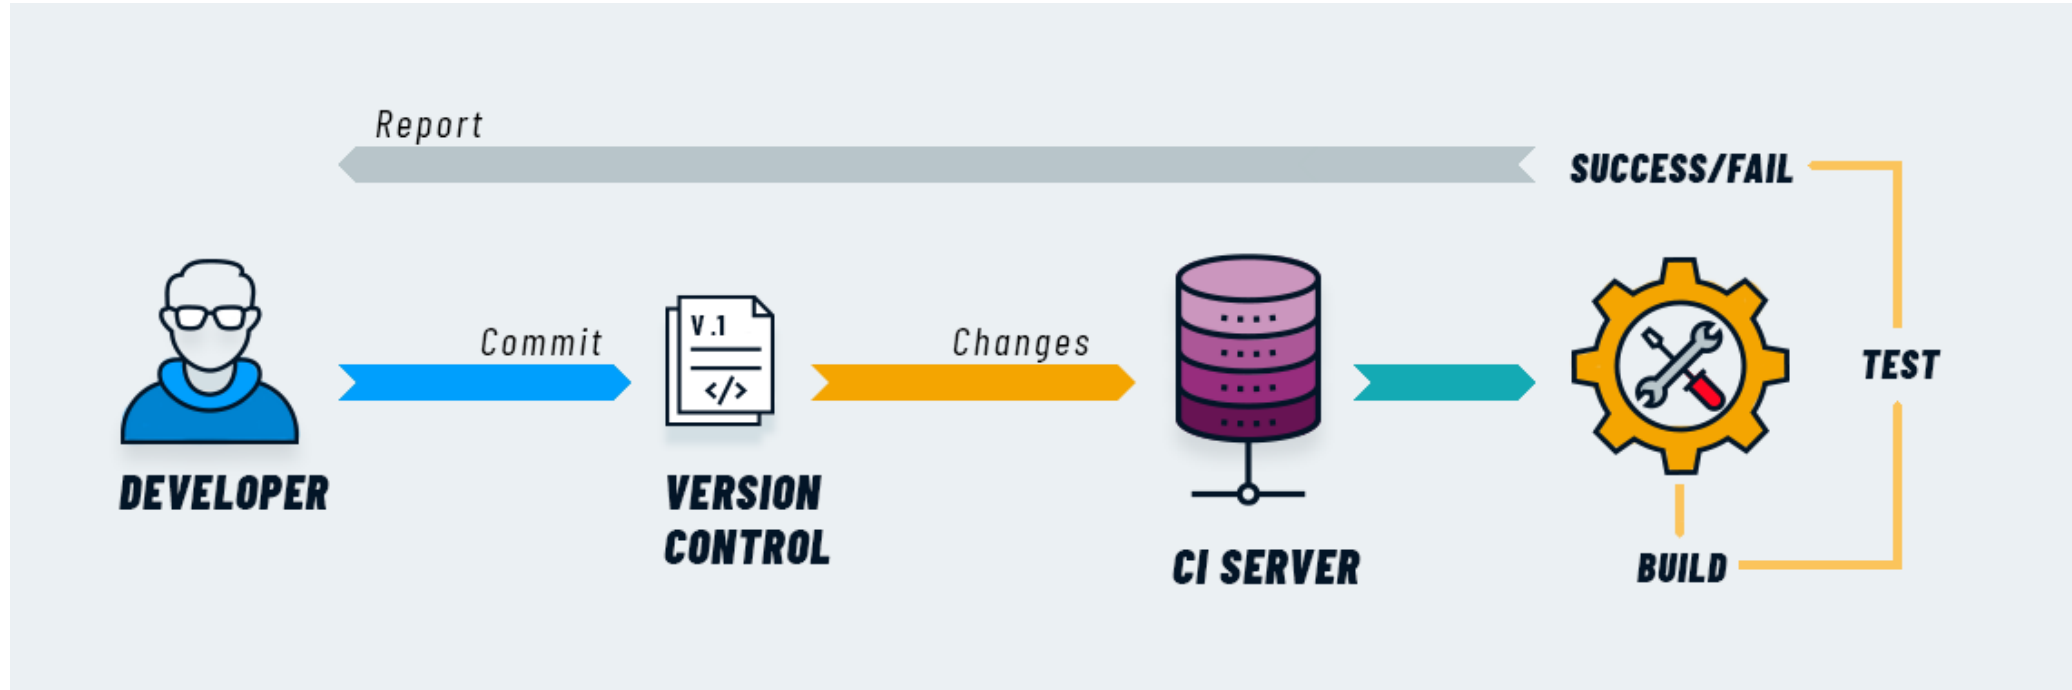 Report
SUCCESS/FAIL
Commit
V.1
</>
Changes
TEST
DEVELOPER
VERSION
CONTROL
CI SERVER
BUILD